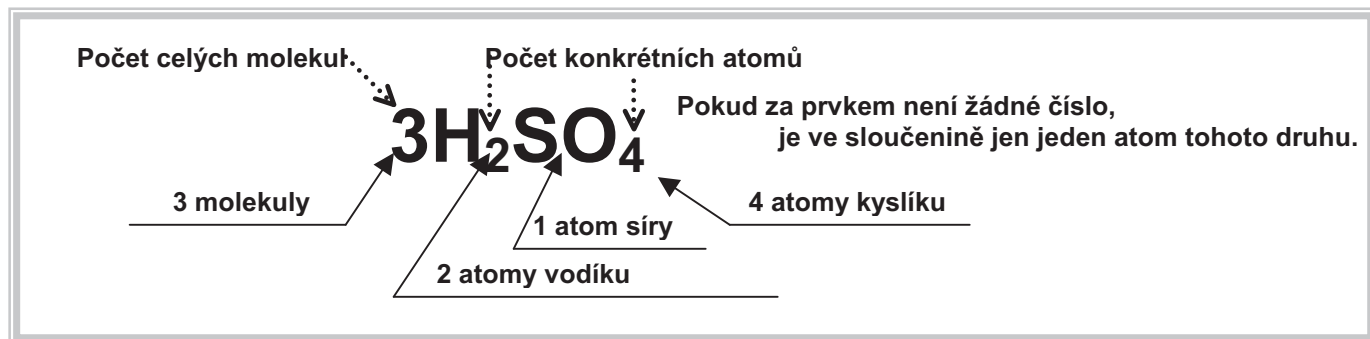 Počet celých molekul
Počet konkrétních atomů
3H₂SO₄
Pokud za prvkem není žádné číslo,
je ve sloučenině jen jeden atom tohoto druhu.
3 molekuly
4 atomy kyslíku
1 atom síry
2 atomy vodíku